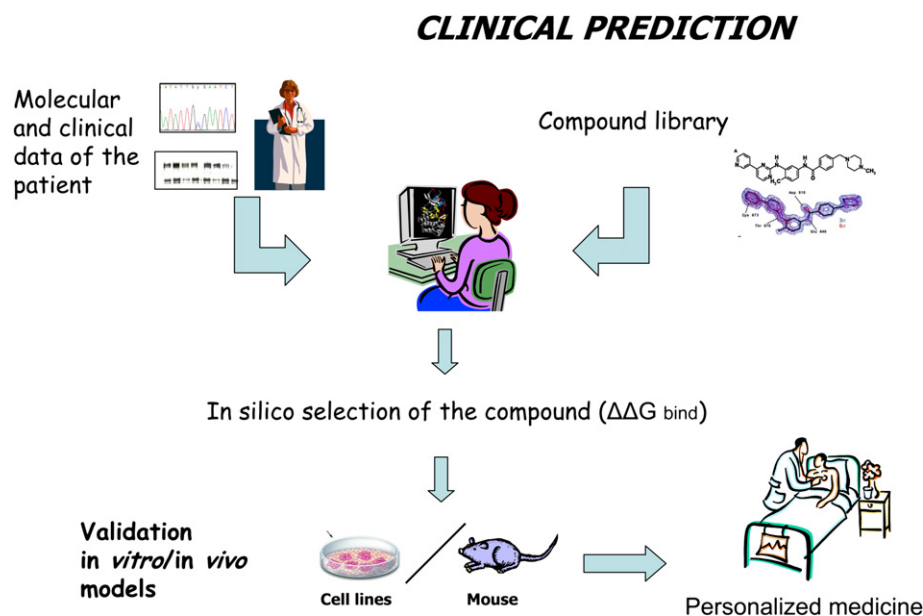 CLINICAL PREDICTION
Molecular
and clinical
data of the
patient
Compound library
In silico selection of the compound (ΔΔG bind)
Validation
in vitro/in vivo
models
Cell lines
Mouse
Personalized medicine